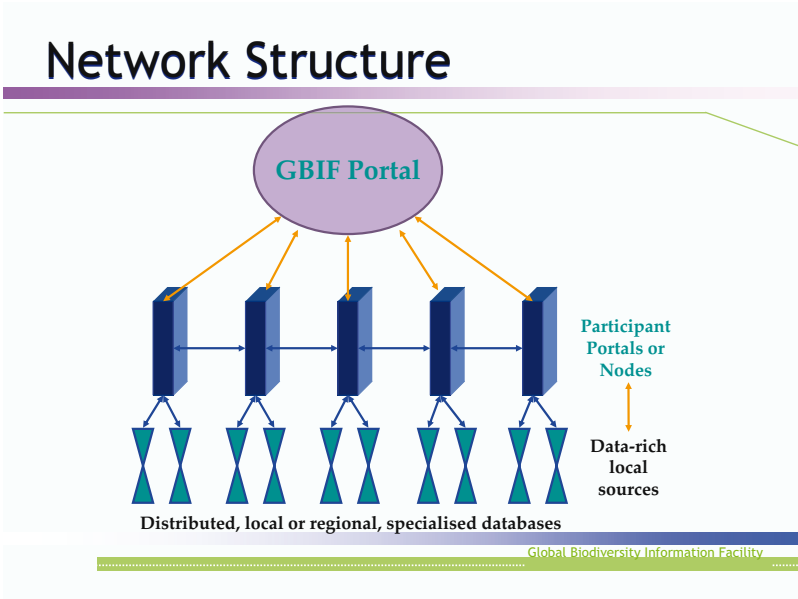 Network Structure
GBIF Portal
Participant
Portals or
Nodes
Data-rich
local
sources
Distributed, local or regional, specialised databases
Global Biodiversity Information Facility